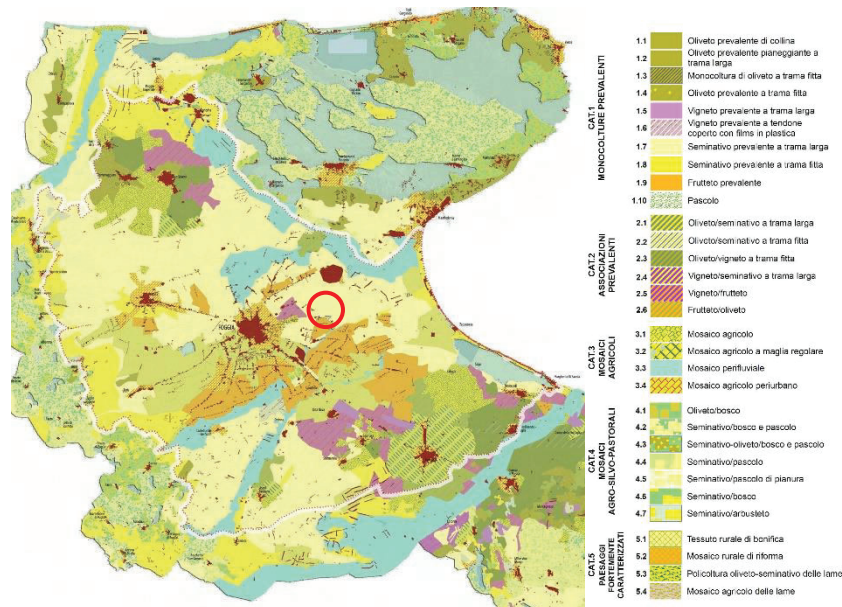 FOGGIA
CAT.1
MONOCOLTURE PREVALENTI
1.1 Oliveto prevalente di collina
1.2 Oliveto prevalente pianeggiante a
trama larga
1.3 Monocoltura di oliveto a trama fitta
1.4 Oliveto prevalente a trama fitta
1.5 Vigneto prevalente a trama larga
1.6 Vigneto prevalente a tendone
coperto con films in plastica
1.7 Seminativo prevalente a trama larga
1.8 Seminativo prevalente a trama fitta
1.9 Frutteto prevalente
1.10 Pascolo
CAT.2
ASSOCIAZIONI
PREVALENTI
2.1 Oliveto/seminativo a trama larga
2.2 Oliveto/seminativo a trama fitta
2.3 Oliveto/vigneto a trama fitta
2.4 Vigneto/seminativo a trama larga
2.5 Vigneto/frutteto
2.6 Frutteto/oliveto
CAT.3
MOSAICI
AGRICOLI
3.1 Mosaico agricolo
3.2 Mosaico agricolo a maglia regolare
3.3 Mosaico perifluviale
3.4 Mosaico agricolo periurbano
CAT.4
MOSAICI
AGRO-SILVO-PASTORALI
4.1 Oliveto/bosco
4.2 Seminativo/bosco e pascolo
4.3 Seminativo-oliveto/bosco e pascolo
4.4 Seminativo/pascolo
4.5 Seminativo/pascolo di pianura
4.6 Seminativo/bosco
4.7 Seminativo/arbusteto
CAT.5
PAESAGGI
FORTEMENTE
CARATTERIZZATI
5.1 Tessuto rurale di bonifica
5.2 Mosaico rurale di riforma
5.3 Policoltura oliveto-seminativo delle lame
5.4 Mosaico agricolo delle lame